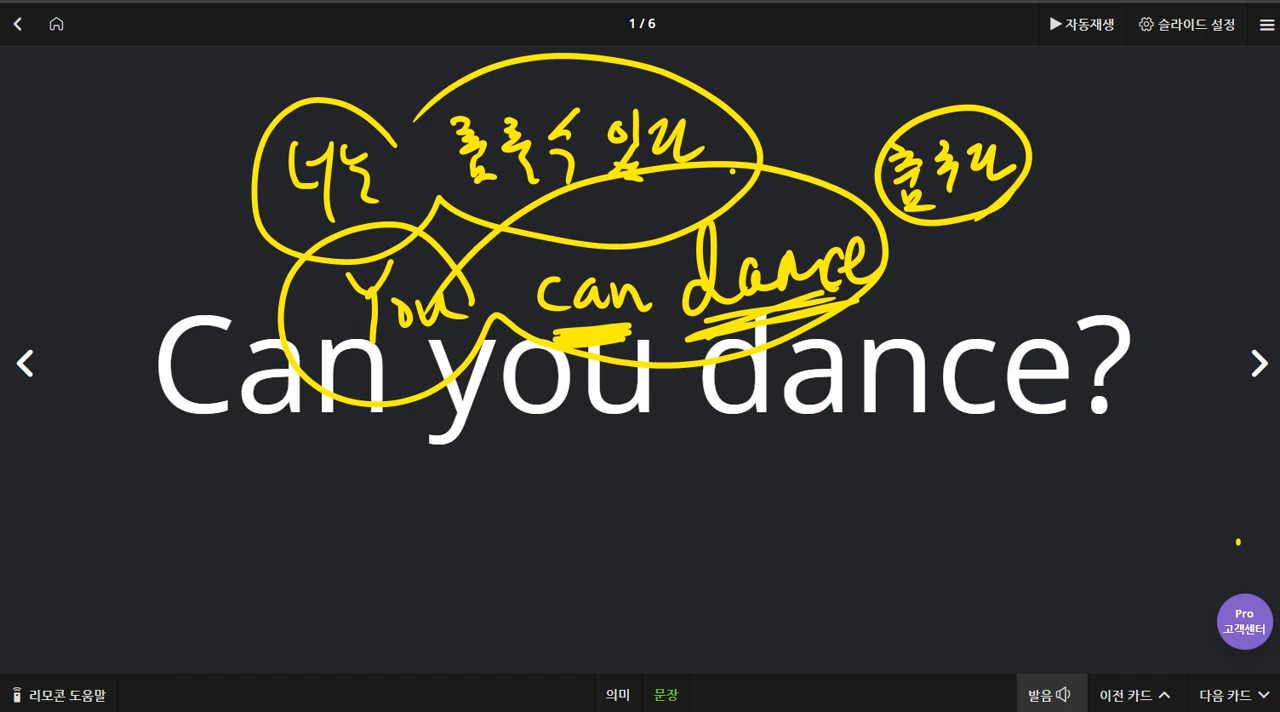 1 / 6
자동재생
슬라이드 설정
너는 춤출수 있다
춤추다
You can dance
Can you dance?
Pro
고객센터
리모콘 도움말
의미
문장
발음
이전 카드
다음 카드